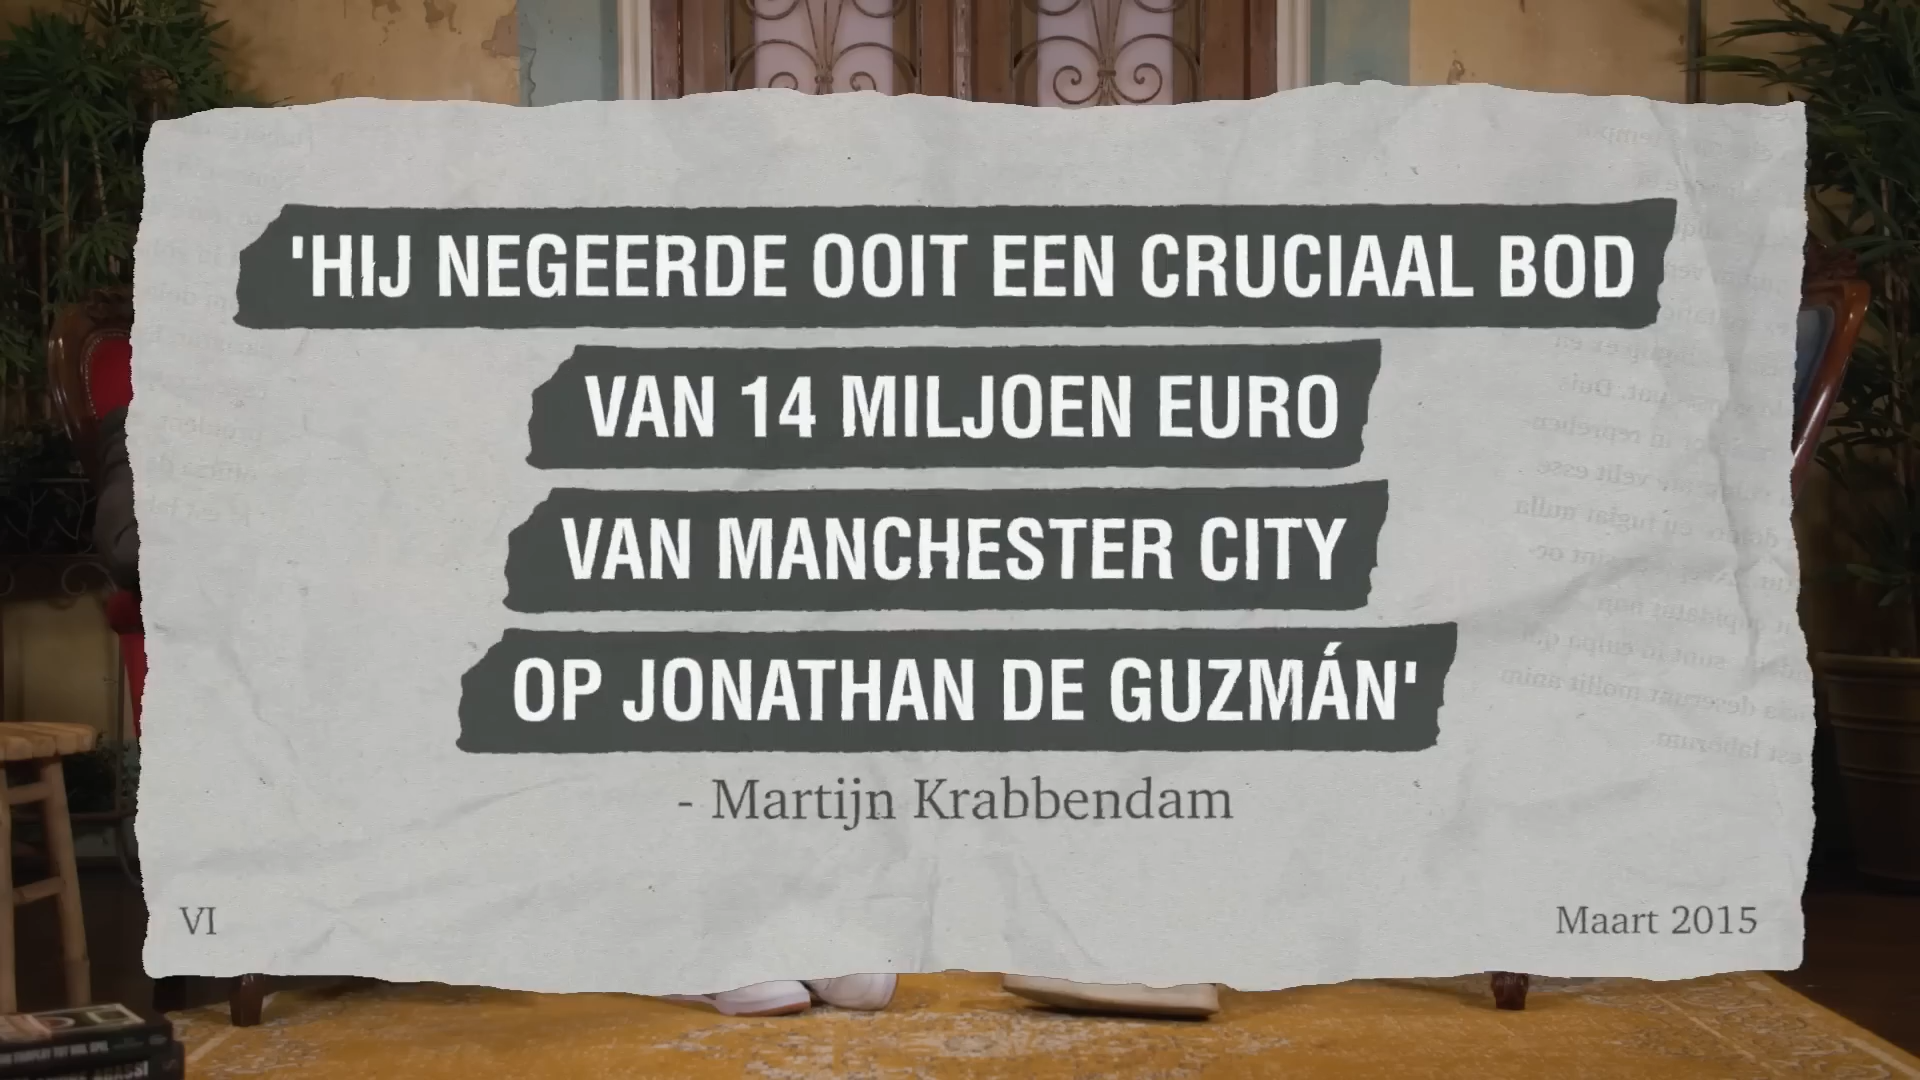 'HIJ NEGEERDE OOIT EEN CRUCIAAL BOD
VAN 14 MILJOEN EURO
VAN MANCHESTER CITY
OP JONATHAN DE GUZMÁN'
- Martijn Krabbendam
VI
Maart 2015